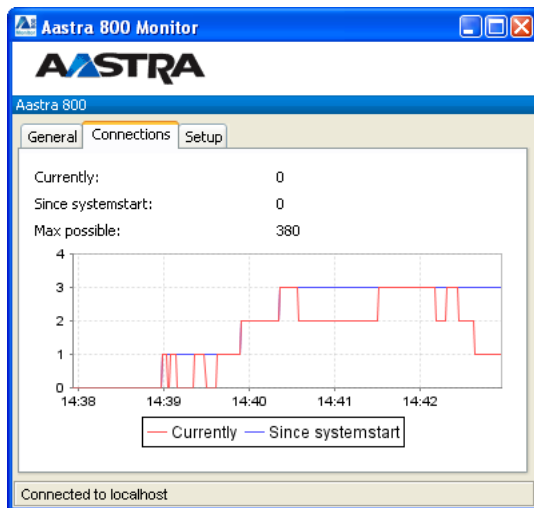 Aastra 800 Monitor
AASTRA
Aastra 800
General Connections Setup
Currently: 0
Since systemstart: 0
Max possible: 380
4
3
2
1
0
14:38 14:39 14:40 14:41 14:42
Currently Since systemstart
Connected to localhost